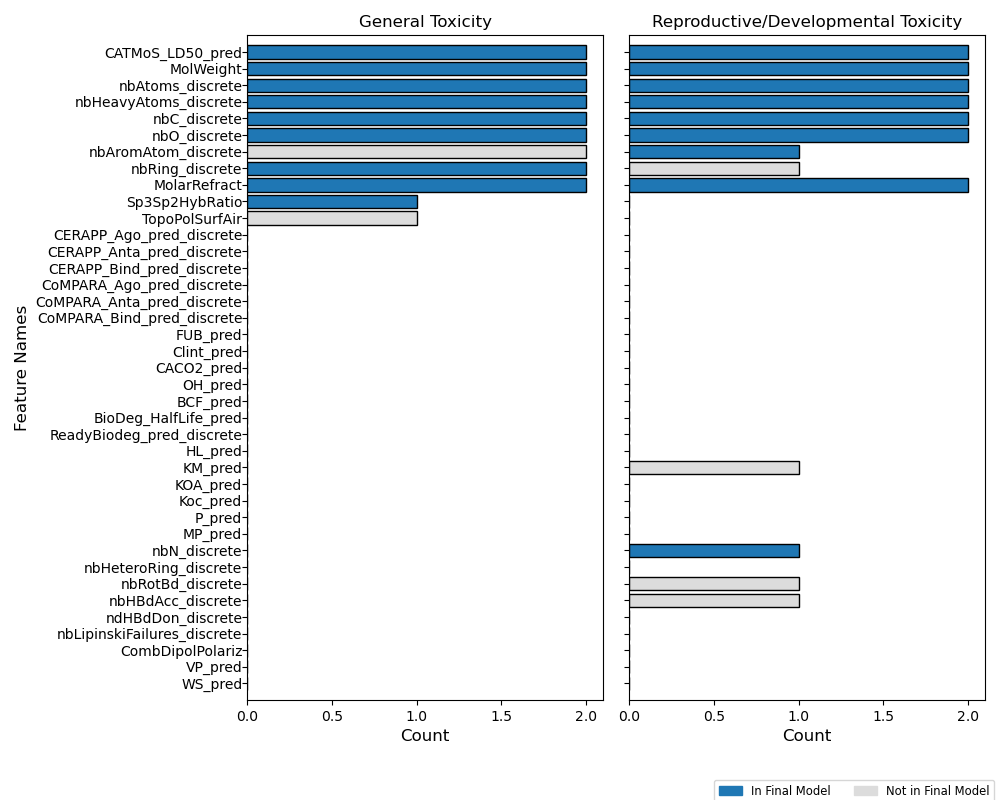 General Toxicity
Reproductive/Developmental Toxicity
CATMoS_LD50_pred
MolWeight
nbAtoms_discrete
nbHeavyAtoms_discrete
nbC_discrete
nbO_discrete
nbAromAtom_discrete
nbRing_discrete
MolarRefract
Sp3Sp2HybRatio
TopoPolSurfAir
CERAPP_Ago_pred_discrete
CERAPP_Anta_pred_discrete
CERAPP_Bind_pred_discrete
CoMPARA_Ago_pred_discrete
CoMPARA_Anta_pred_discrete
CoMPARA_Bind_pred_discrete
FUB_pred
Clint_pred
CACO2_pred
OH_pred
BCF_pred
BioDeg_HalfLife_pred
ReadyBiodeg_pred_discrete
HL_pred
KM_pred
KOA_pred
Koc_pred
P_pred
MP_pred
nbN_discrete
nbHeteroRing_discrete
nbRotBd_discrete
nbHBdAcc_discrete
ndHBdDon_discrete
nbLipinskiFailures_discrete
CombDipolPolariz
VP_pred
WS_pred
Feature Names
0.0 0.5 1.0 1.5 2.0
Count
0.0 0.5 1.0 1.5 2.0
Count
In Final Model
Not in Final Model